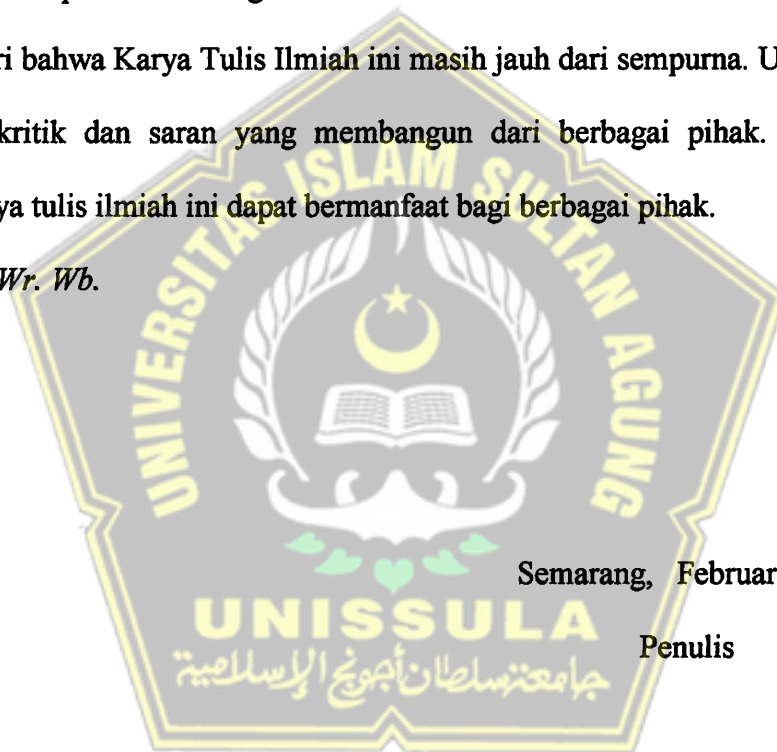 ri bahwa Karya Tulis Ilmiah ini masih jauh dari sempurna. U
kritik dan saran yang membangun dari berbagai pihak.
ya tulis ilmiah ini dapat bermanfaat bagi berbagai pihak.
Wr. Wb.
UNIVERSITAS ISLAM SULTAN AGUNG
Semarang, Februar
UNISSULA
Penulis
جامعنسلطان أجونج الإسلامية